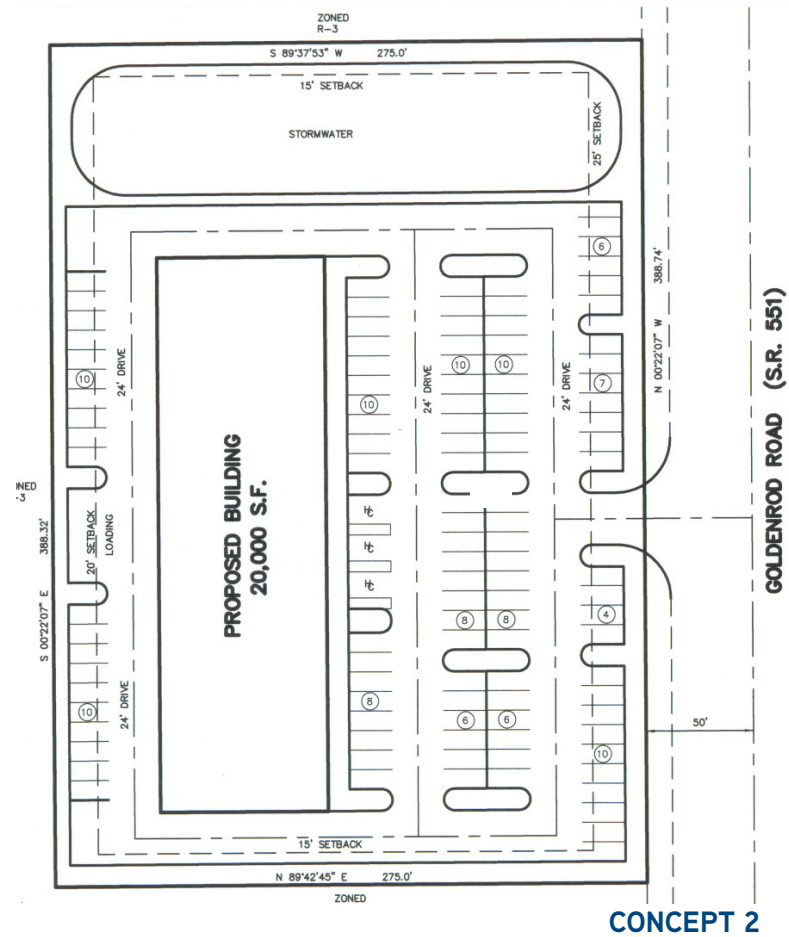 ZONED
R-3
S 89°37'53" W 275.0'
15' SETBACK
STORMWATER
25' SETBACK
6
N 00°22'07" W 388.74'
GOLDENROD ROAD (S.R. 551)
24' DRIVE
10
10
10 10
24' DRIVE
24' DRIVE
7
PROPOSED BUILDING
20,000 S.F.
NED
-3
S 00°22'07" E 388.32'
20' SETBACK
LOADING
HC
HC
HC
8 8
4
24' DRIVE
10
8
6 6
10
50'
15' SETBACK
N 89°42'45" E 275.0'
ZONED
CONCEPT 2